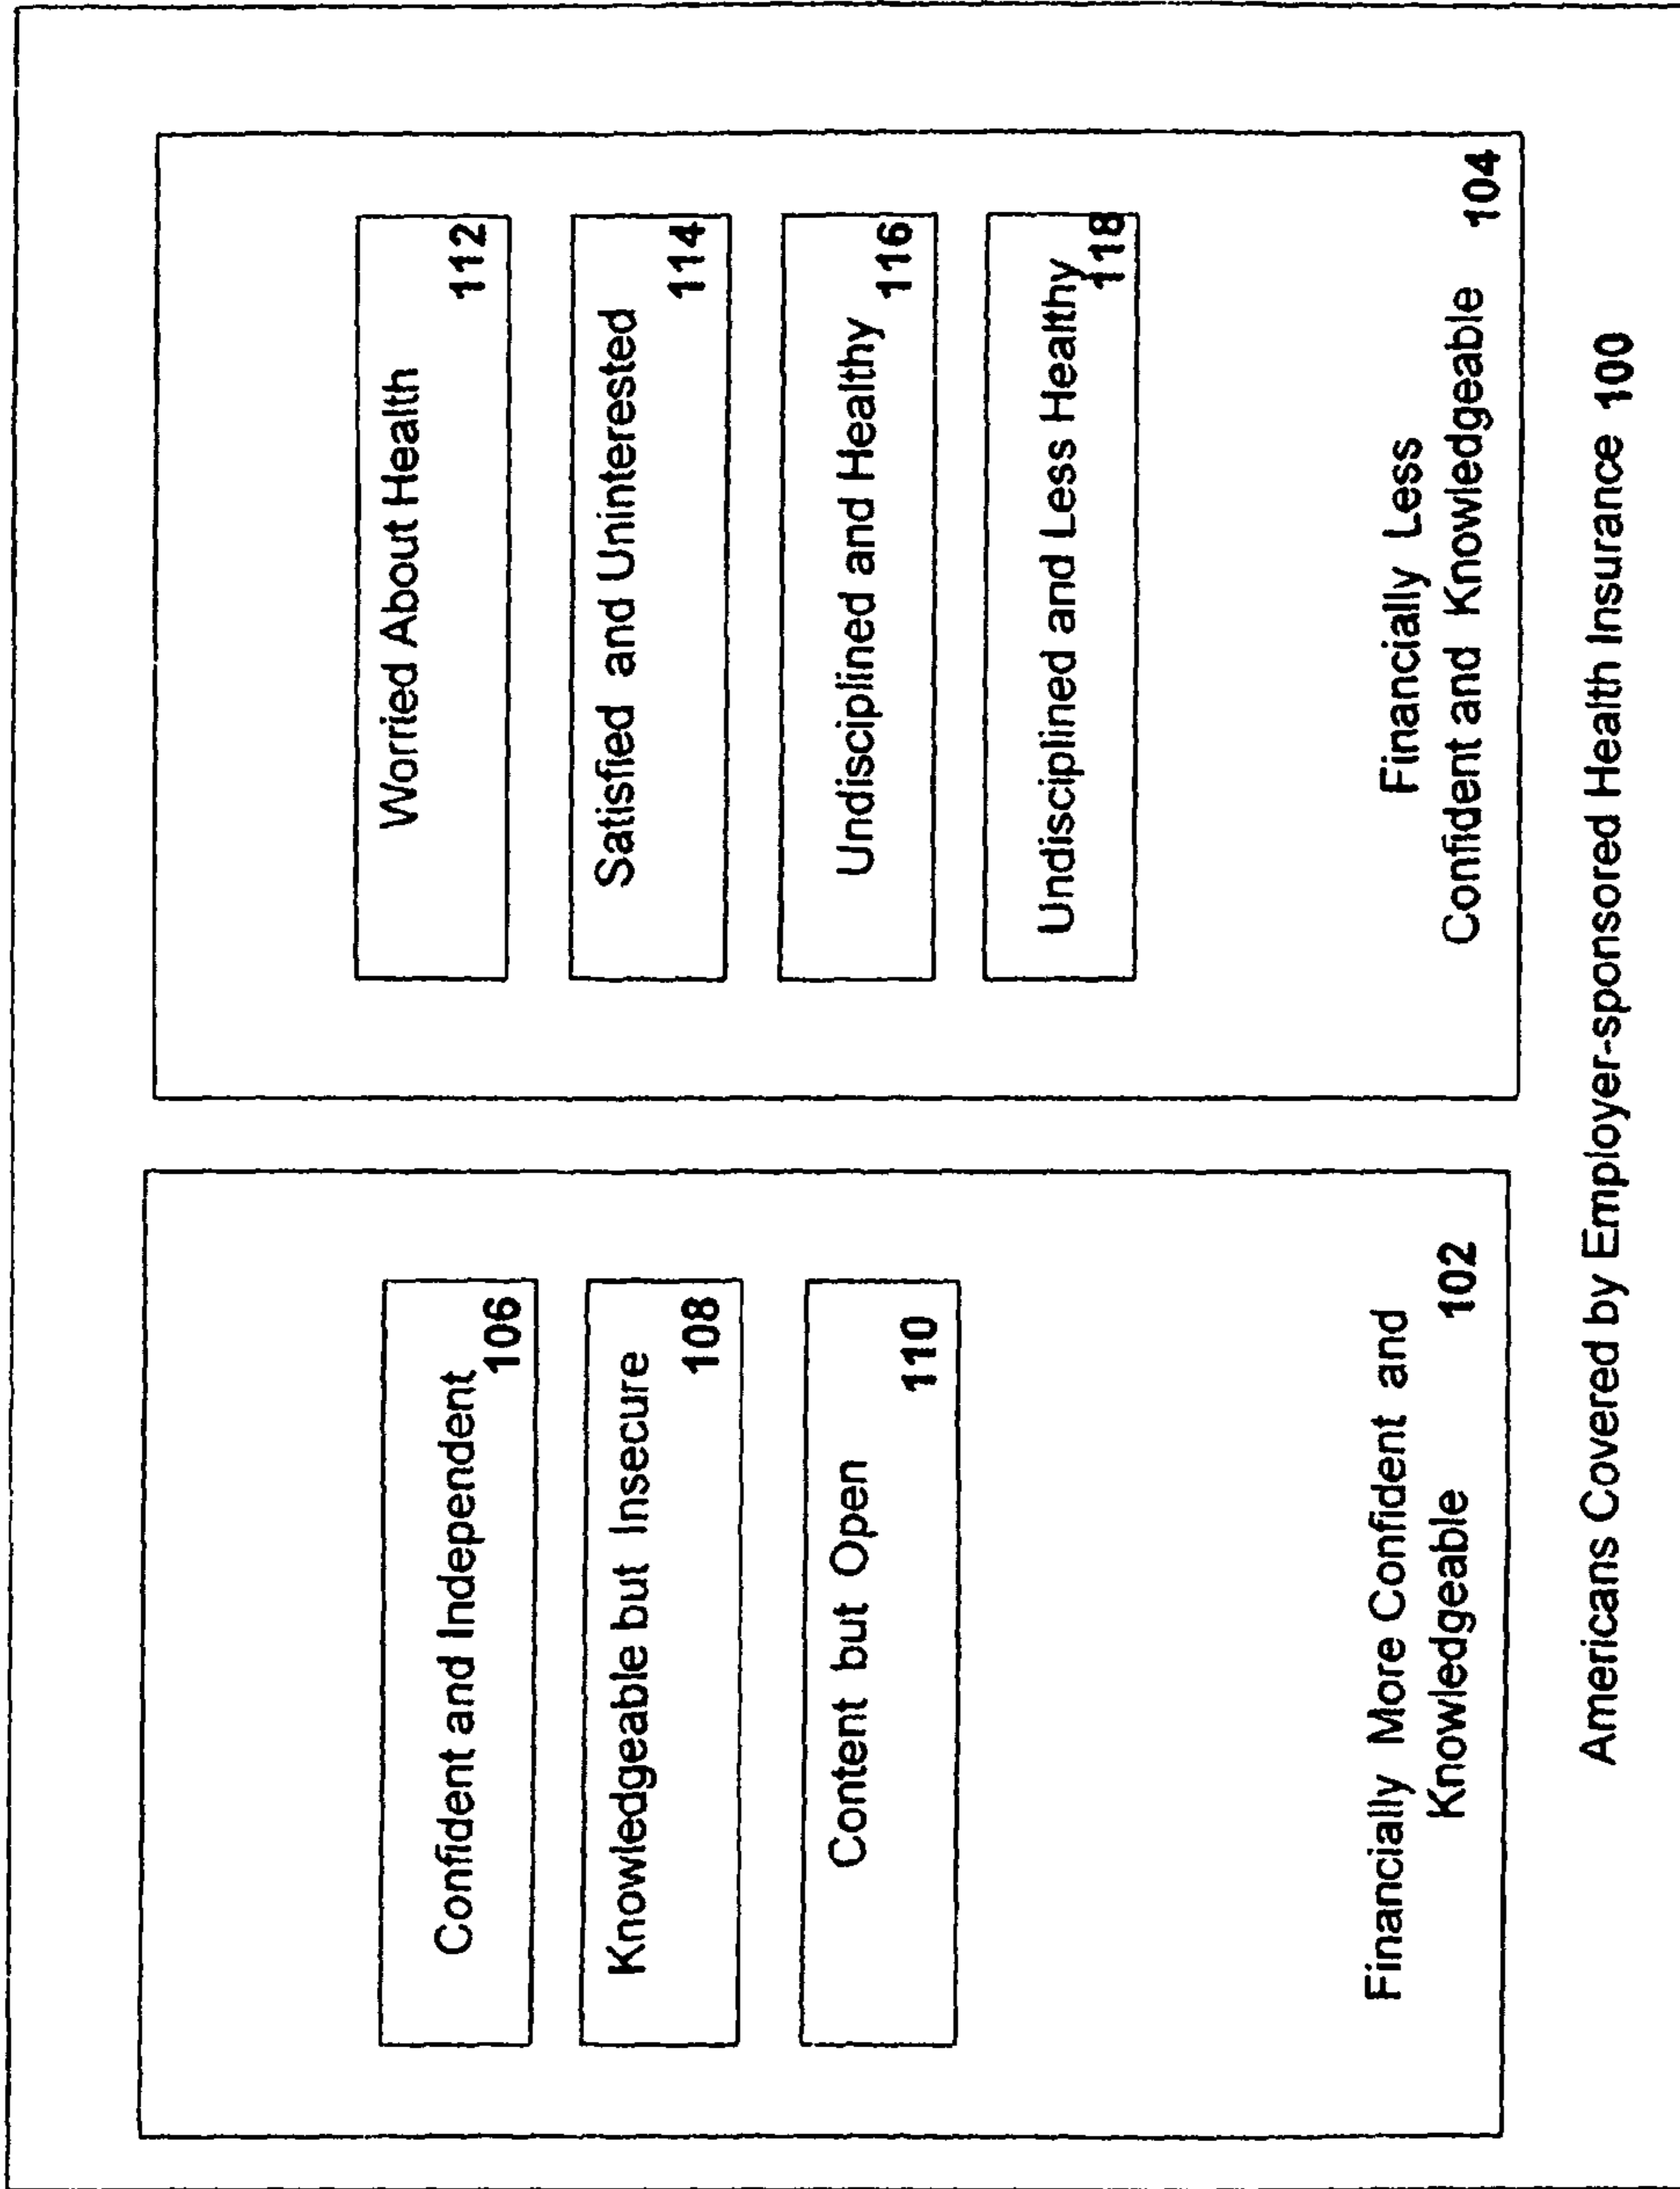 Confident and Independent
106
Knowledgeable but Insecure
108
Content but Open
110
Financially More Confident and
Knowledgeable 102
Worried About Health
112
Satisfied and Uninterested
114
Undisciplined and Healthy
116
Undisciplined and Less Healthy
118
Financially Less
Confident and Knowledgeable 104
Americans Covered by Employer-sponsored Health Insurance 100